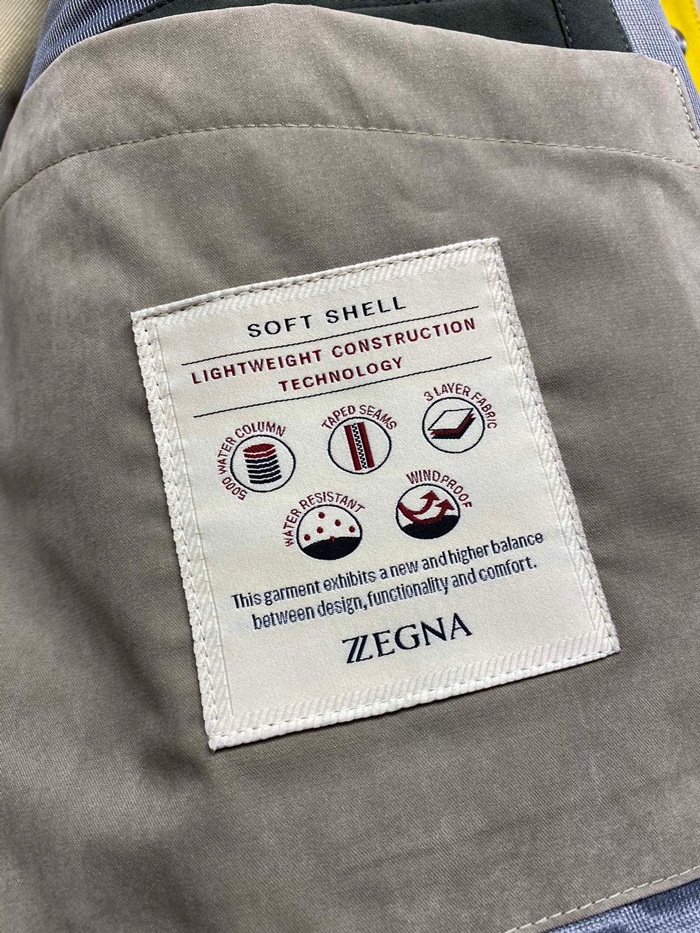 SOFT SHELL
LIGHTWEIGHT CONSTRUCTION
TECHNOLOGY
5000 WATER COLUMN
TAPED SEAMS
3 LAYER FABRIC
WATER RESISTANT
WINDPROOF
This garment exhibits a new and higher balance
between design, functionality and comfort.
ZZEGNA